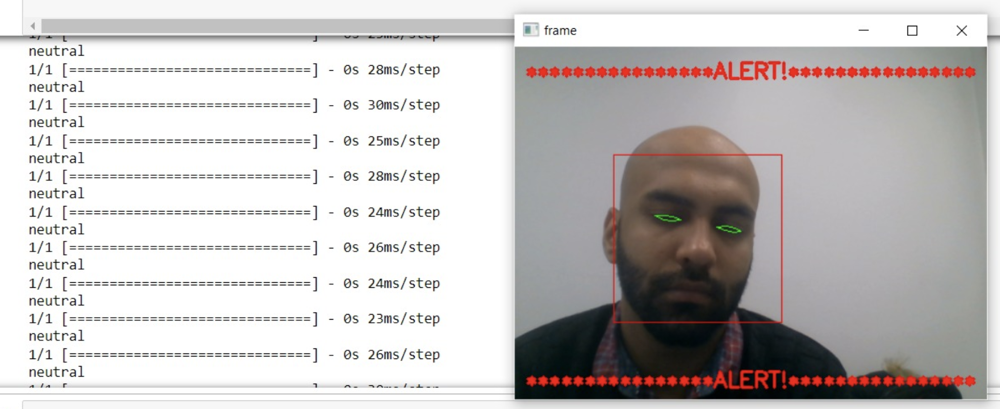 neutral
1/1 [==============================] - 0s 28ms/step
neutral
1/1 [==============================] - 0s 30ms/step
neutral
1/1 [==============================] - 0s 25ms/step
neutral
1/1 [==============================] - 0s 28ms/step
neutral
1/1 [==============================] - 0s 24ms/step
neutral
1/1 [==============================] - 0s 26ms/step
neutral
1/1 [==============================] - 0s 24ms/step
neutral
1/1 [==============================] - 0s 23ms/step
neutral
1/1 [==============================] - 0s 26ms/step
neutral
frame
****************ALERT!****************
****************ALERT!****************